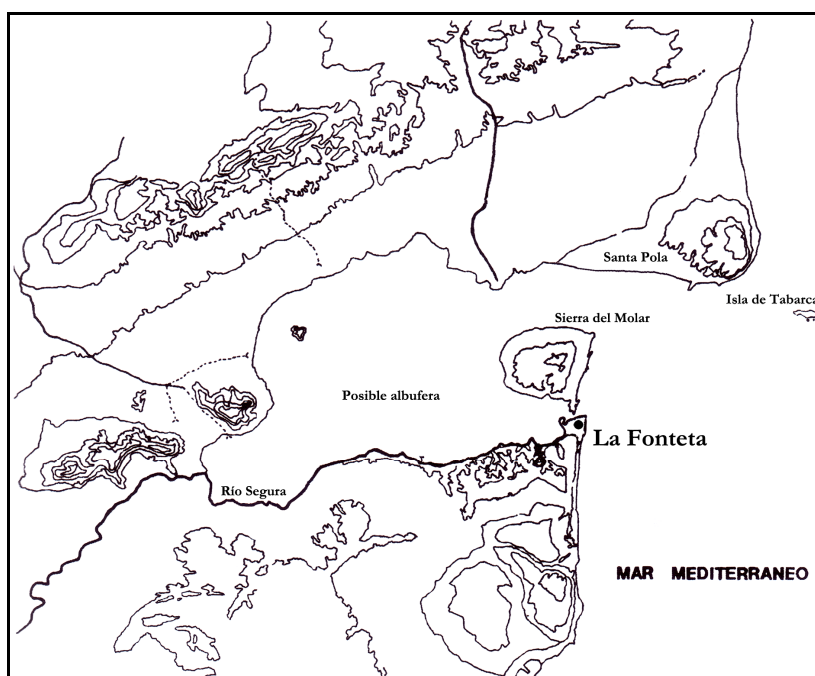 Santa Pola
Isla de Tabarca
Sierra del Molar
Posible albufera
La Fonteta
Río Segura
MAR MEDITERRANEO